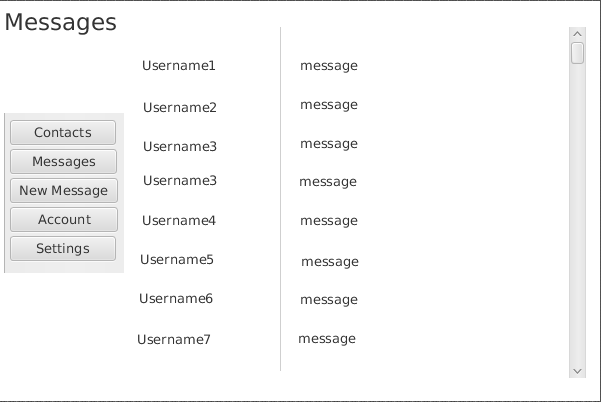 Messages
Contacts
Messages
New Message
Account
Settings
Username1 message
Username2 message
Username3 message
Username3 message
Username4 message
Username5 message
Username6 message
Username7 message